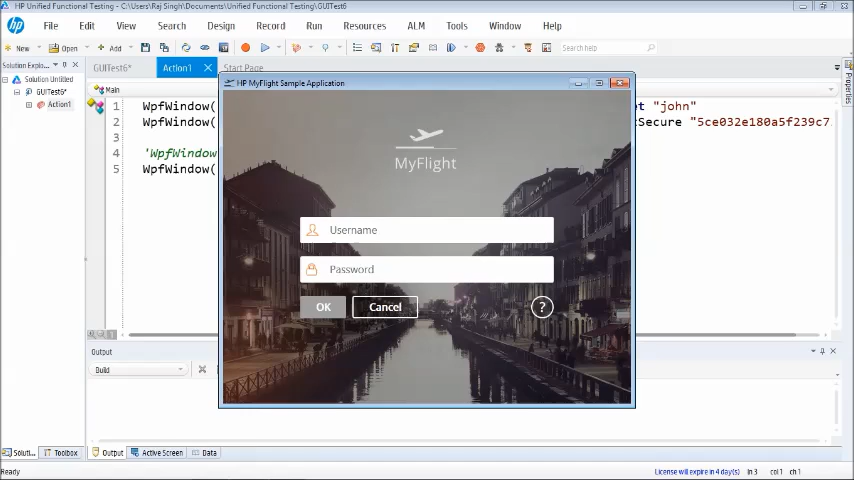 HP Unified Functional Testing - C:\Users\Raj Singh\Documents\Unified Functional Testing\GUITest6
File Edit View Search Design Record Run Resources ALM Tools Window Help
New Open Add Search help
Solution Explo... GUITest6* Action1 Start Page
Solution Untitled
GUITest6*
Action1
Main
HP MyFlight Sample Application
Properties
1 WpfWindow( t "john"
2 WpfWindow( Secure "5ce032e180a5f239c7
3
4 'WpfWindow
5 WpfWindow(
MyFlight
Username
Password
OK Cancel ?
Output
Build
Soluti... Toolbox Output Active Screen Data
Ready License will expire in 4 day(s) ln 3 col 1 ch 1